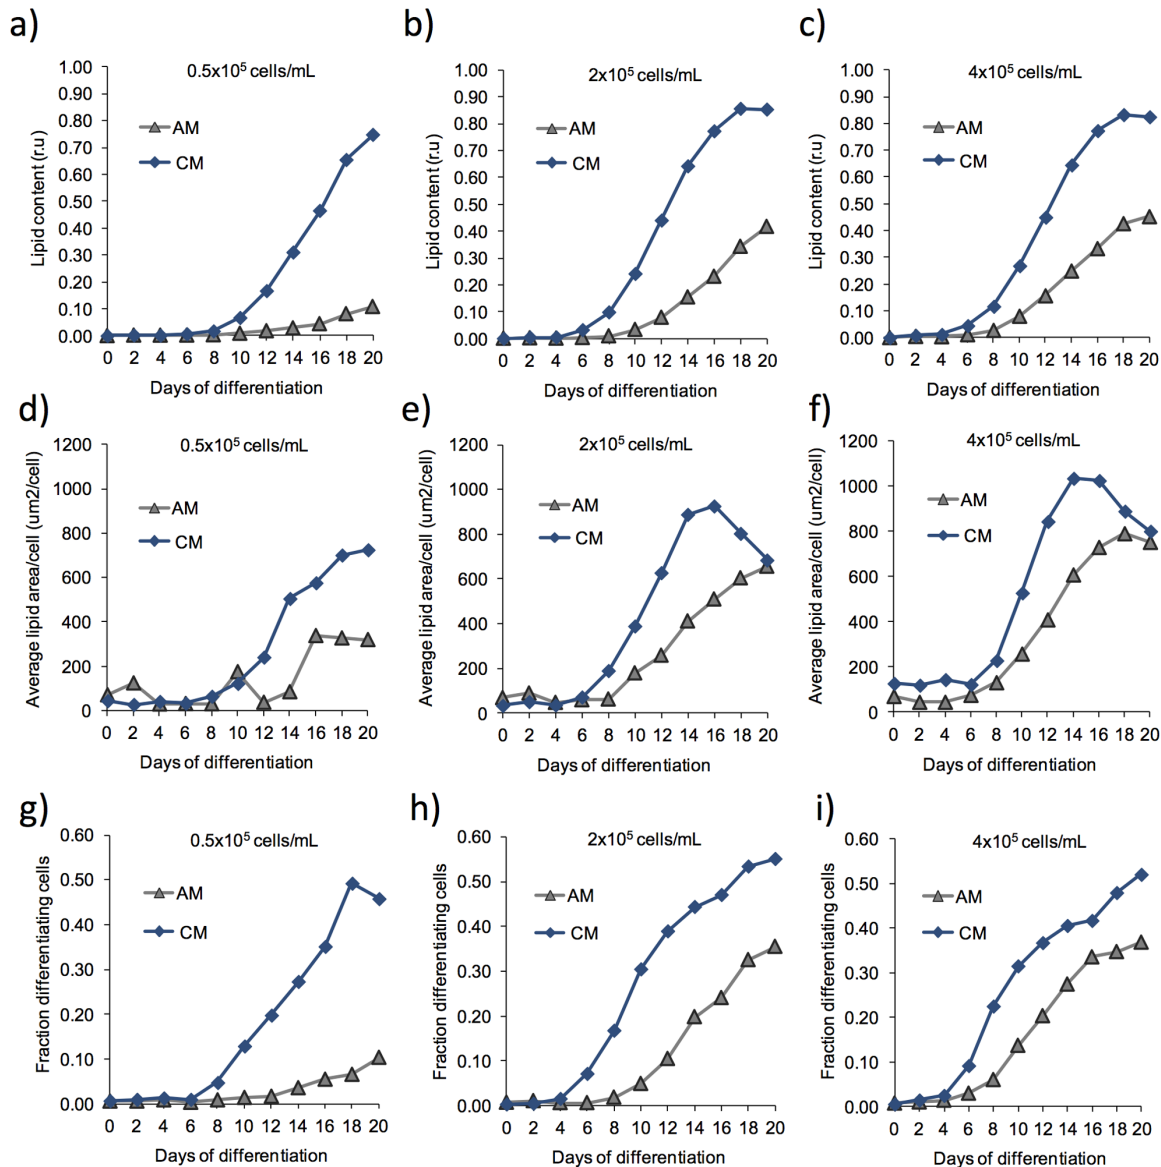 a)
0.5x10⁵ cells/mL
1.00
0.90
0.80
0.70
0.60
0.50
0.40
0.30
0.20
0.10
0.00
Lipid content (r.u)
AM
CM
0 2 4 6 8 10 12 14 16 18 20
Days of differentiation
b)
2x10⁵ cells/mL
1.00
0.90
0.80
0.70
0.60
0.50
0.40
0.30
0.20
0.10
0.00
Lipid content (r.u)
AM
CM
0 2 4 6 8 10 12 14 16 18 20
Days of differentiation
c)
4x10⁵ cells/mL
1.00
0.90
0.80
0.70
0.60
0.50
0.40
0.30
0.20
0.10
0.00
Lipid content (r.u)
AM
CM
0 2 4 6 8 10 12 14 16 18 20
Days of differentiation
d)
0.5x10⁵ cells/mL
1200
1000
800
600
400
200
0
Average lipid area/cell (um2/cell)
AM
CM
0 2 4 6 8 10 12 14 16 18 20
Days of differentiation
e)
2x10⁵ cells/mL
1200
1000
800
600
400
200
0
Average lipid area/cell (um2/cell)
AM
CM
0 2 4 6 8 10 12 14 16 18 20
Days of differentiation
f)
4x10⁵ cells/mL
1200
1000
800
600
400
200
0
Average lipid area/cell (um2/cell)
AM
CM
0 2 4 6 8 10 12 14 16 18 20
Days of differentiation
g)
0.5x10⁵ cells/mL
0.60
0.50
0.40
0.30
0.20
0.10
0.00
Fraction differentiating cells
AM
CM
0 2 4 6 8 10 12 14 16 18 20
Days of differentiation
h)
2x10⁵ cells/mL
0.60
0.50
0.40
0.30
0.20
0.10
0.00
Fraction differentiating cells
AM
CM
0 2 4 6 8 10 12 14 16 18 20
Days of differentiation
i)
4x10⁵ cells/mL
0.60
0.50
0.40
0.30
0.20
0.10
0.00
Fraction differentiating cells
AM
CM
0 2 4 6 8 10 12 14 16 18 20
Days of differentiation